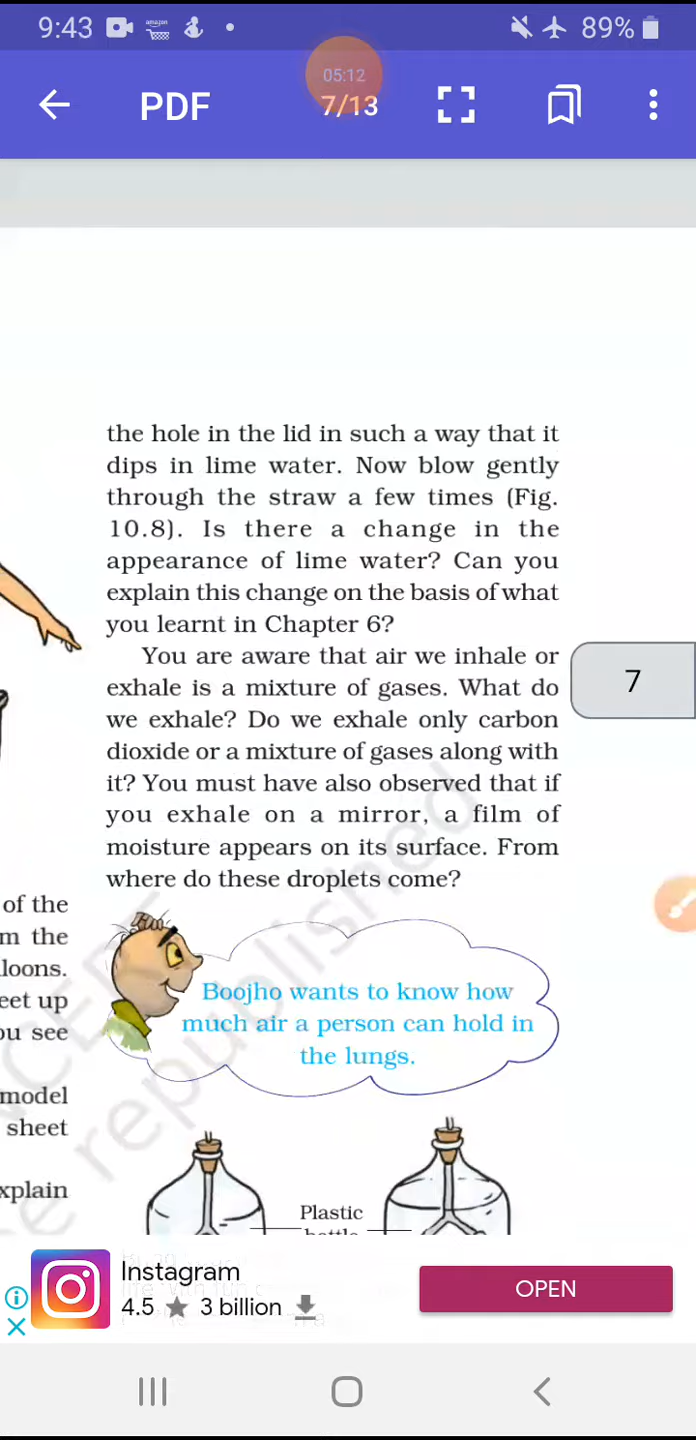 9:43
amazon
89%
05:12
PDF
7/13
the hole in the lid in such a way that it
dips in lime water. Now blow gently
through the straw a few times (Fig.
10.8). Is there a change in the
appearance of lime water? Can you
explain this change on the basis of what
you learnt in Chapter 6?
You are aware that air we inhale or
exhale is a mixture of gases. What do
we exhale? Do we exhale only carbon
dioxide or a mixture of gases along with
it? You must have also observed that if
you exhale on a mirror, a film of
moisture appears on its surface. From
where do these droplets come?
7
of the
m the
loons.
eet up
ou see
model
sheet
xplain
Boojho wants to know how
much air a person can hold in
the lungs.
Plastic
republished
Instagram
4.5 ★ 3 billion
OPEN